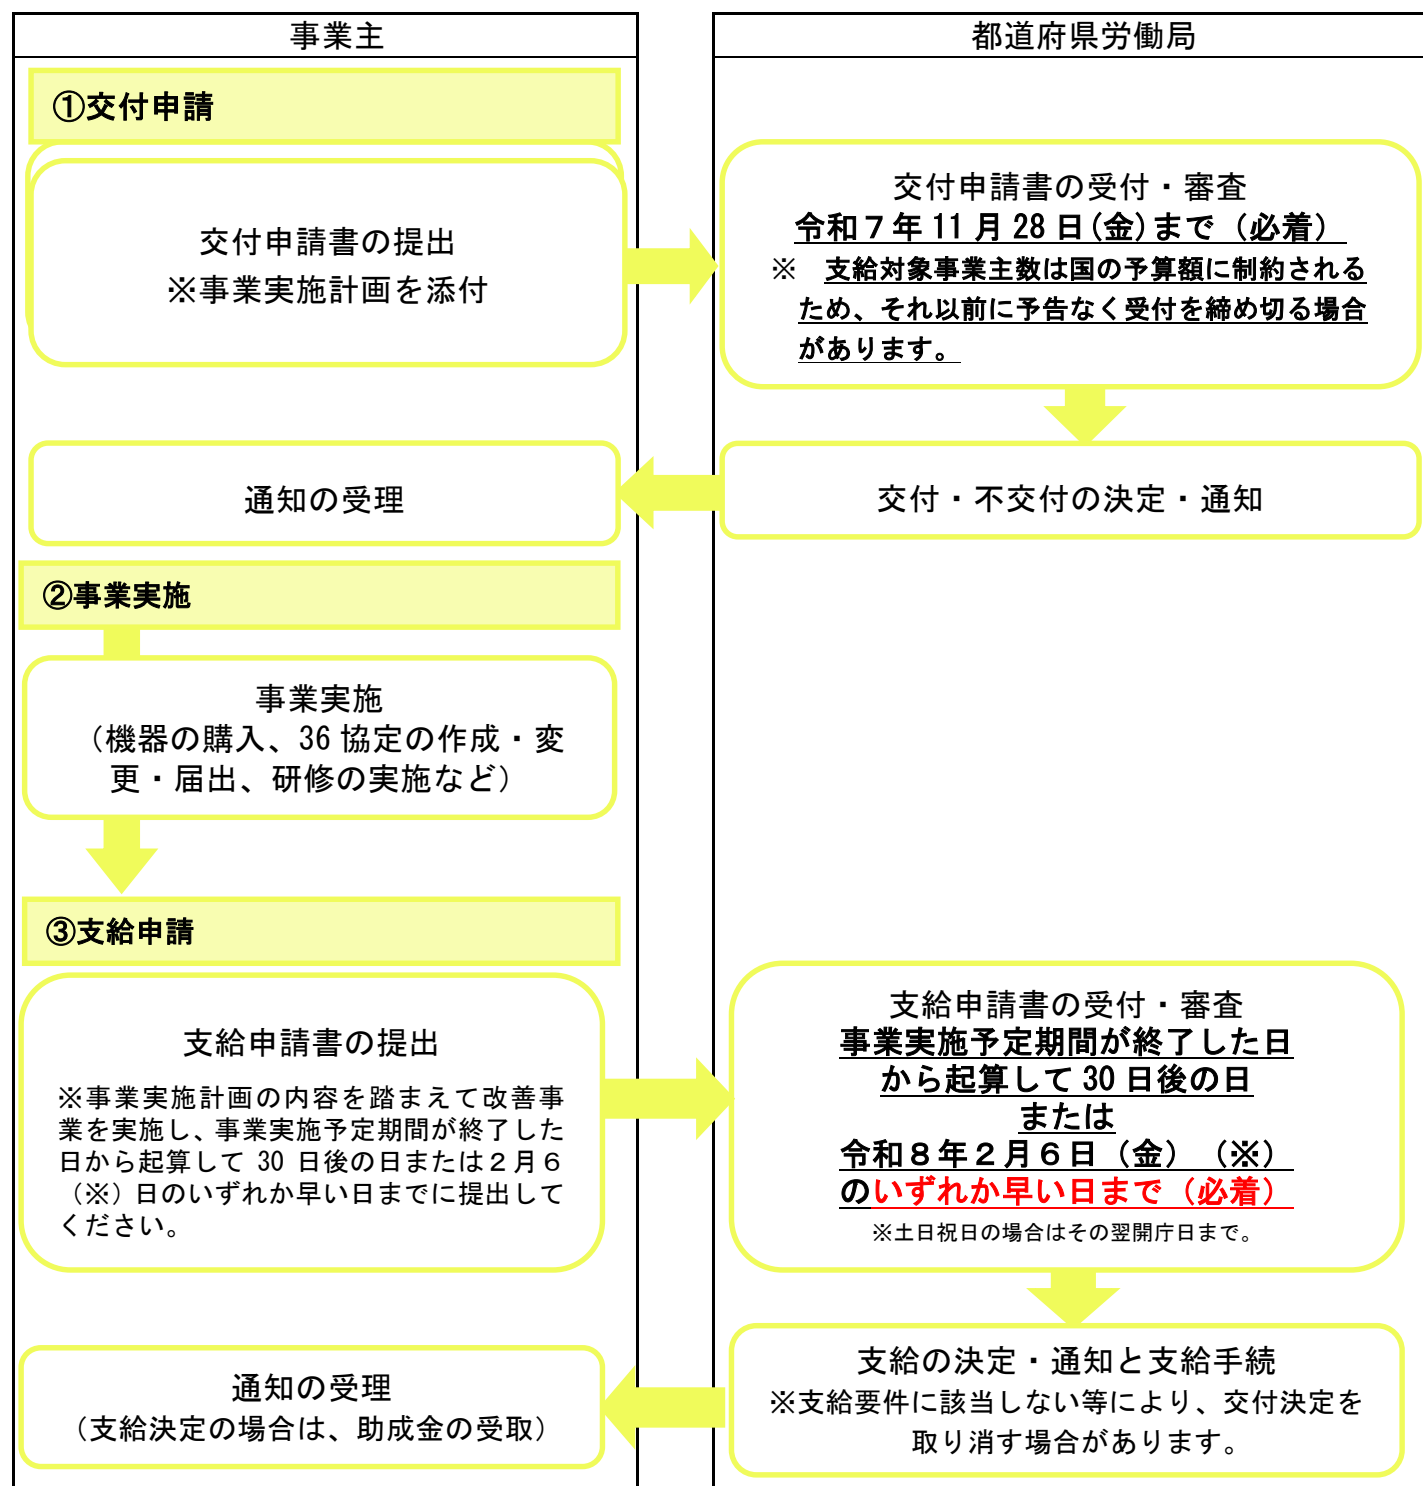 事業主
都道府県労働局
①交付申請
交付申請書の提出
※事業実施計画を添付
交付申請書の受付・審査
令和７年 11 月 28 日(金)まで（必着）
※　支給対象事業主数は国の予算額に制約される
ため、それ以前に予告なく受付を締め切る場合
があります。
通知の受理
交付・不交付の決定・通知
②事業実施
事業実施
（機器の購入、36 協定の作成・変
更・届出、研修の実施など）
③支給申請
支給申請書の提出
※事業実施計画の内容を踏まえて改善事
業を実施し、事業実施予定期間が終了した
日から起算して 30 日後の日または２月６
（※）日のいずれか早い日までに提出して
ください。
支給申請書の受付・審査
事業実施予定期間が終了した日
から起算して 30 日後の日
または
令和８年２月６日（金）（※）
のいずれか早い日まで（必着）
※土日祝日の場合はその翌開庁日まで。
通知の受理
（支給決定の場合は、助成金の受取）
支給の決定・通知と支給手続
※支給要件に該当しない等により、交付決定を
取り消す場合があります。